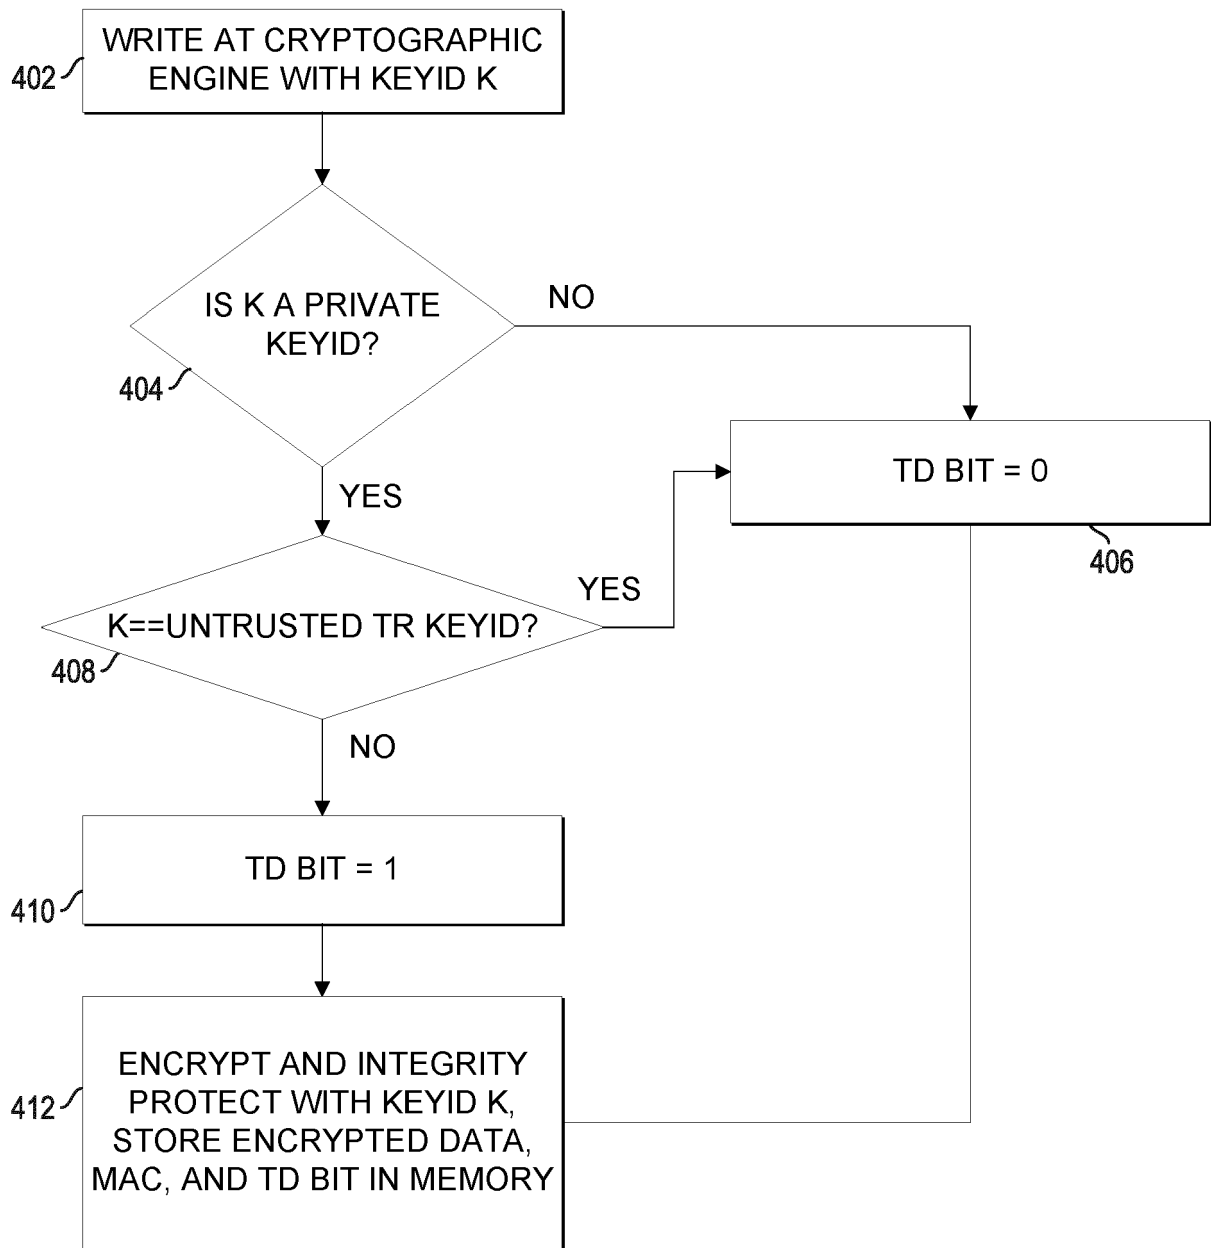 WRITE AT CRYPTOGRAPHIC
ENGINE WITH KEYID K
402
IS K A PRIVATE
KEYID?
404
NO
YES
TD BIT = 0
406
K==UNTRUSTED TR KEYID?
408
YES
NO
TD BIT = 1
410
ENCRYPT AND INTEGRITY
PROTECT WITH KEYID K,
STORE ENCRYPTED DATA,
MAC, AND TD BIT IN MEMORY
412